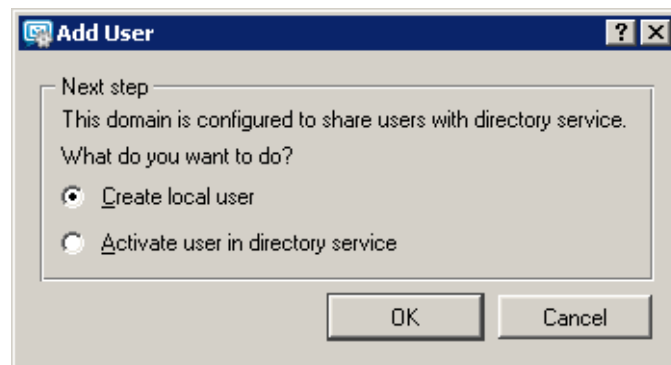 Add User
Next step
This domain is configured to share users with directory service.
What do you want to do?
Create local user
Activate user in directory service
OK
Cancel